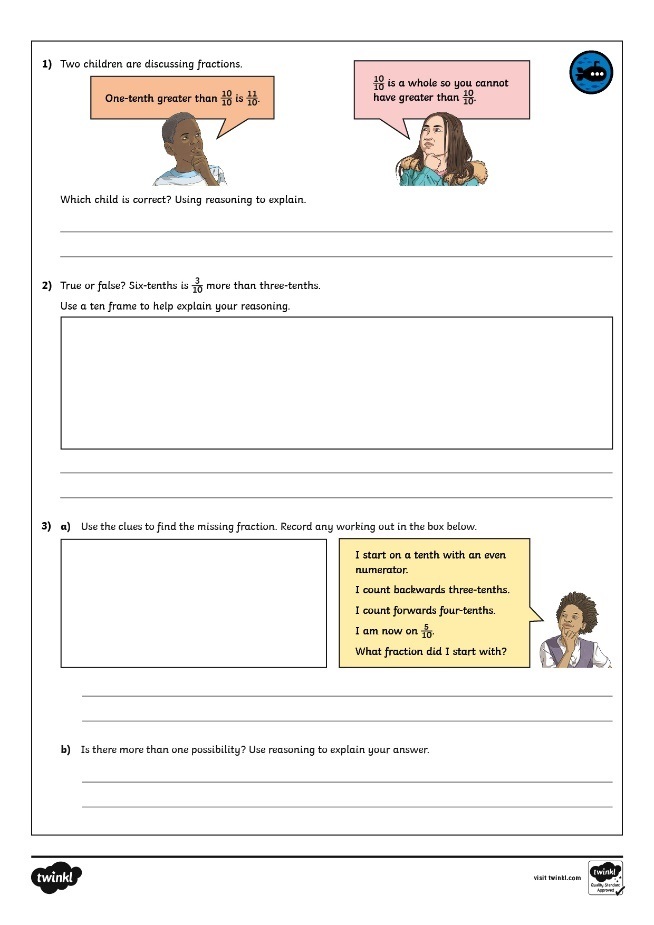 1) Two children are discussing fractions.
One-tenth greater than 10/10 is 11/10.
10/10 is a whole so you cannot
have greater than 10/10.
Which child is correct? Using reasoning to explain.
2) True or false? Six-tenths is 3/10 more than three-tenths.
Use a ten frame to help explain your reasoning.
3) a) Use the clues to find the missing fraction. Record any working out in the box below.
I start on a tenth with an even
numerator.
I count backwards three-tenths.
I count forwards four-tenths.
I am now on 5/10.
What fraction did I start with?
b) Is there more than one possibility? Use reasoning to explain your answer.
twinkl
visit twinkl.com
twinkl
Quality Standard
Approved